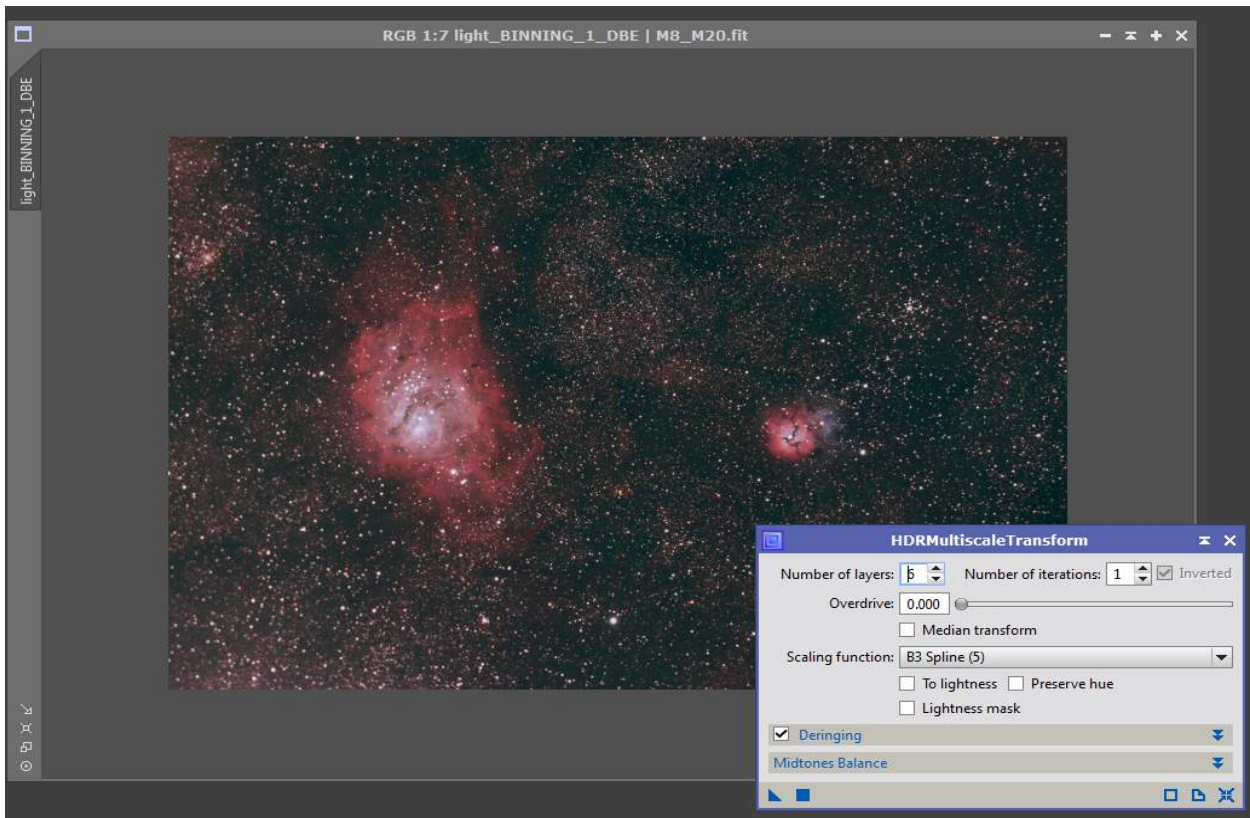 RGB 1:7 light_BINNING_1_DBE | M8_M20.fit
light_BINNING_1_DBE
HDRMultiscaleTransform
Number of layers: 5 Number of iterations: 1 Inverted
Overdrive: 0.000
Median transform
Scaling function: B3 Spline (5)
To lightness Preserve hue
Lightness mask
Deringing
Midtones Balance